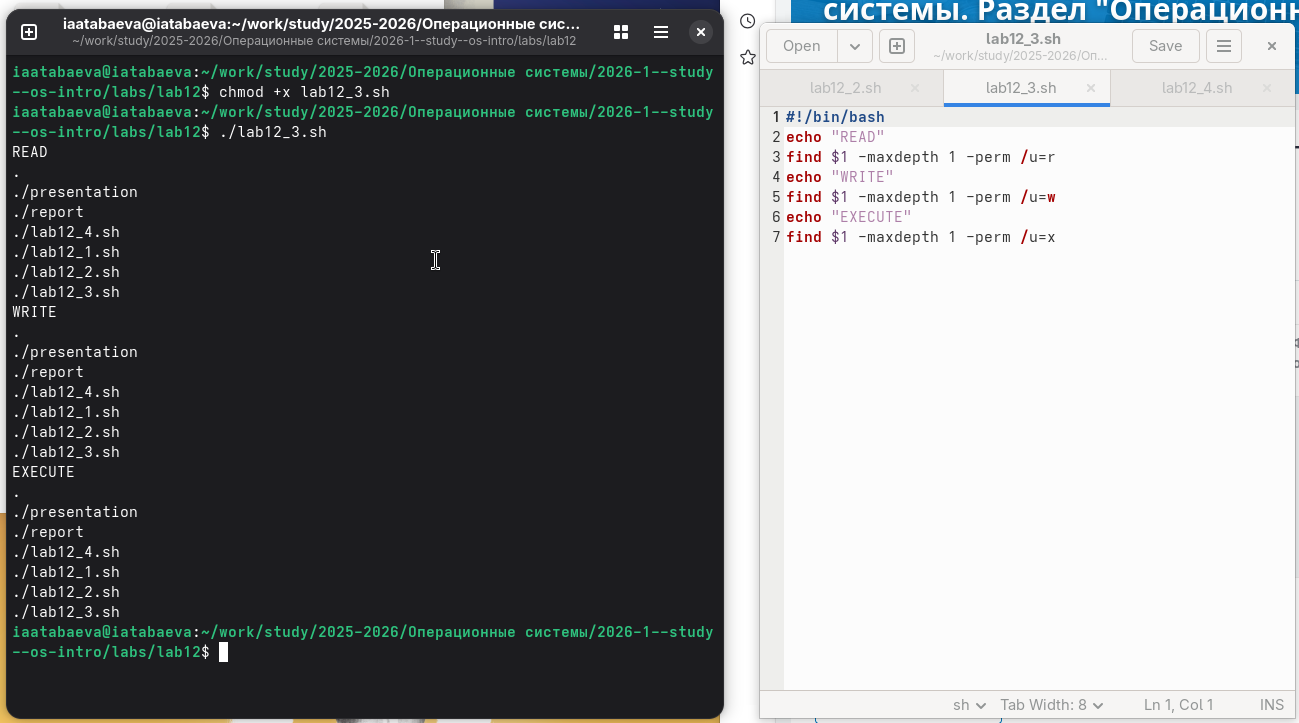 iaatabaeva@iatabaeva:~/work/study/2025-2026/Операционные сис...
~/work/study/2025-2026/Операционные системы/2026-1--study--os-intro/labs/lab12
iaatabaeva@iatabaeva:~/work/study/2025-2026/Операционные системы/2026-1--study
--os-intro/labs/lab12$ chmod +x lab12_3.sh
iaatabaeva@iatabaeva:~/work/study/2025-2026/Операционные системы/2026-1--study
--os-intro/labs/lab12$ ./lab12_3.sh
READ
.
./presentation
./report
./lab12_4.sh
./lab12_1.sh
./lab12_2.sh
./lab12_3.sh
WRITE
.
./presentation
./report
./lab12_4.sh
./lab12_1.sh
./lab12_2.sh
./lab12_3.sh
EXECUTE
.
./presentation
./report
./lab12_4.sh
./lab12_1.sh
./lab12_2.sh
./lab12_3.sh
iaatabaeva@iatabaeva:~/work/study/2025-2026/Операционные системы/2026-1--study
--os-intro/labs/lab12$
системы. Раздел "Операционн
Open
lab12_3.sh
~/work/study/2025-2026/Оп...
Save
lab12_2.sh
lab12_3.sh
lab12_4.sh
1 #!/bin/bash
2 echo "READ"
3 find $1 -maxdepth 1 -perm /u=r
4 echo "WRITE"
5 find $1 -maxdepth 1 -perm /u=w
6 echo "EXECUTE"
7 find $1 -maxdepth 1 -perm /u=x
sh Tab Width: 8 Ln 1, Col 1 INS